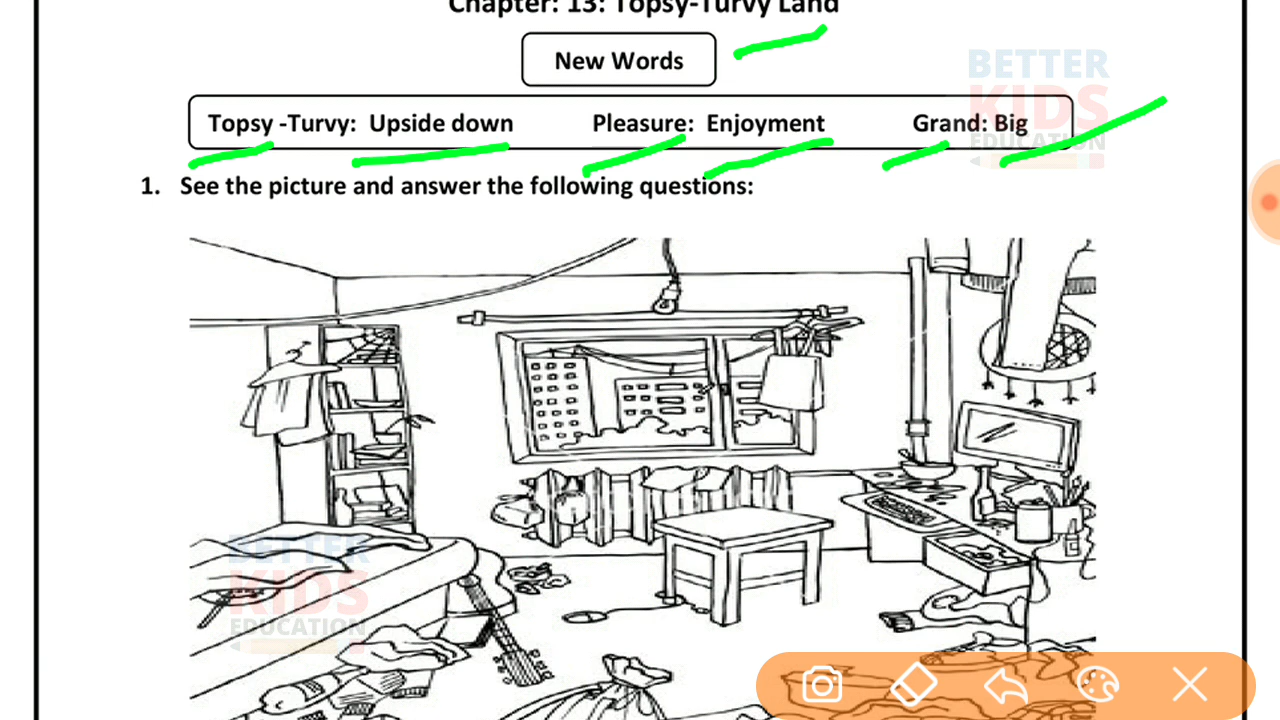 Chapter: 13: Topsy-Turvy Land
New Words
Topsy -Turvy: Upside down Pleasure: Enjoyment Grand: Big
1. See the picture and answer the following questions:
BETTER
KIDS
EDUCATION
BETTER
KIDS
EDUCATION